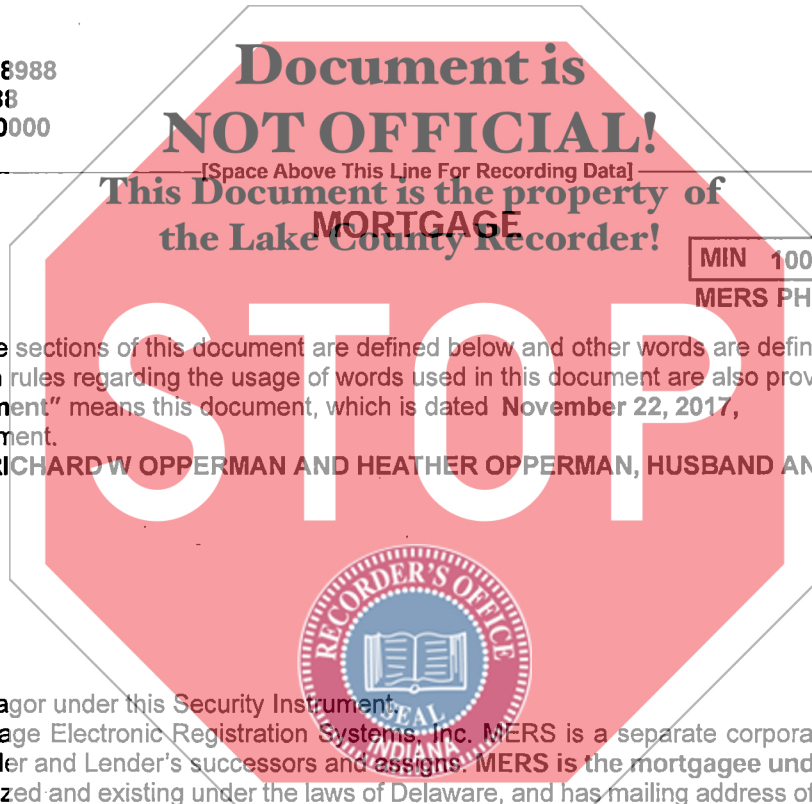 8988
38
0000
Document is
NOT OFFICIAL!
[Space Above This Line For Recording Data]
This Document is the property of
MORTGAGE
the Lake County Recorder!
MIN 100
MERS PH
STOP
e sections of this document are defined below and other words are defin
rules regarding the usage of words used in this document are also prov
ment" means this document, which is dated November 22, 2017,
ment.
RICHARD W OPPERMAN AND HEATHER OPPERMAN, HUSBAND AN
RECORDER'S OFFICE
SEAL
INDIANA
agor under this Security Instrument.
age Electronic Registration Systems, Inc. MERS is a separate corpora
er and Lender's successors and assigns. MERS is the mortgagee und
zed and existing under the laws of Delaware, and has mailing address of